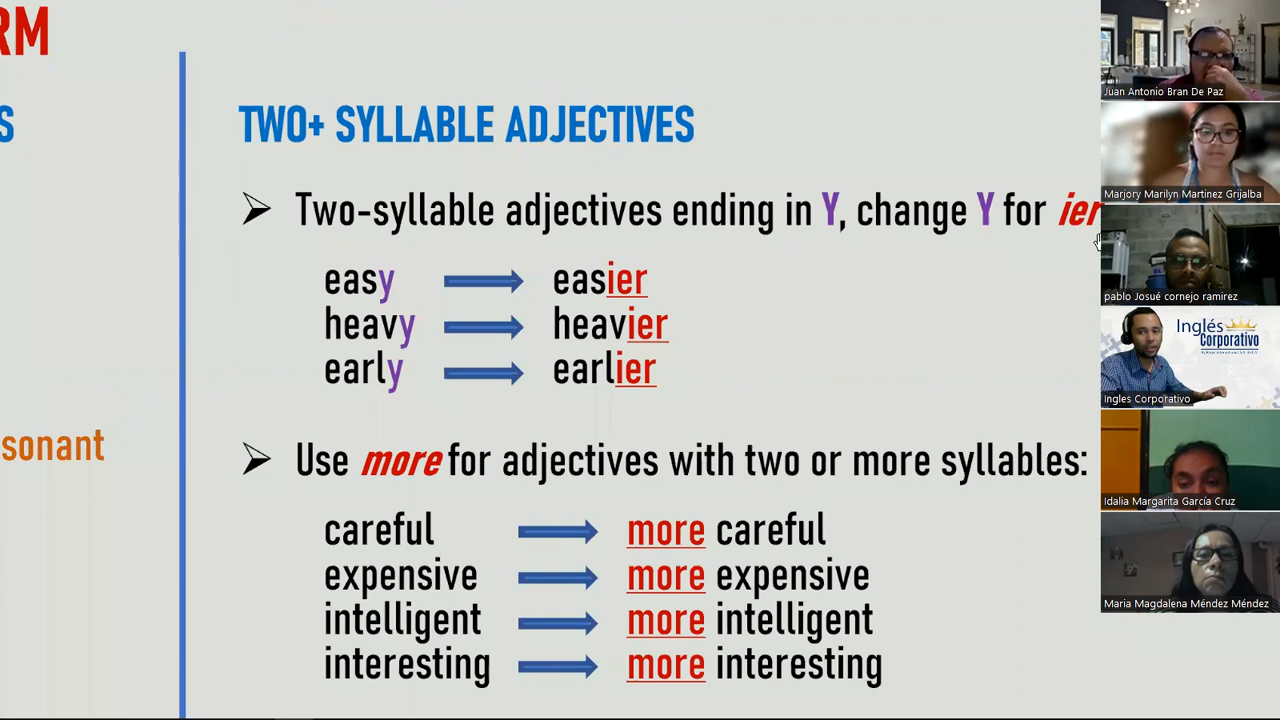 RM
S
sonant
TWO+ SYLLABLE ADJECTIVES
Two-syllable adjectives ending in Y, change Y for ier
easy easier
heavy heavier
early earlier
Use more for adjectives with two or more syllables:
careful more careful
expensive more expensive
intelligent more intelligent
interesting more interesting
Juan Antonio Bran De Paz
Marjory Marilyn Martinez Grijalba
pablo Josué cornejo ramirez
Inglés
Corporativo
Ingles Corporativo
Idalia Margarita García Cruz
Maria Magdalena Méndez Méndez